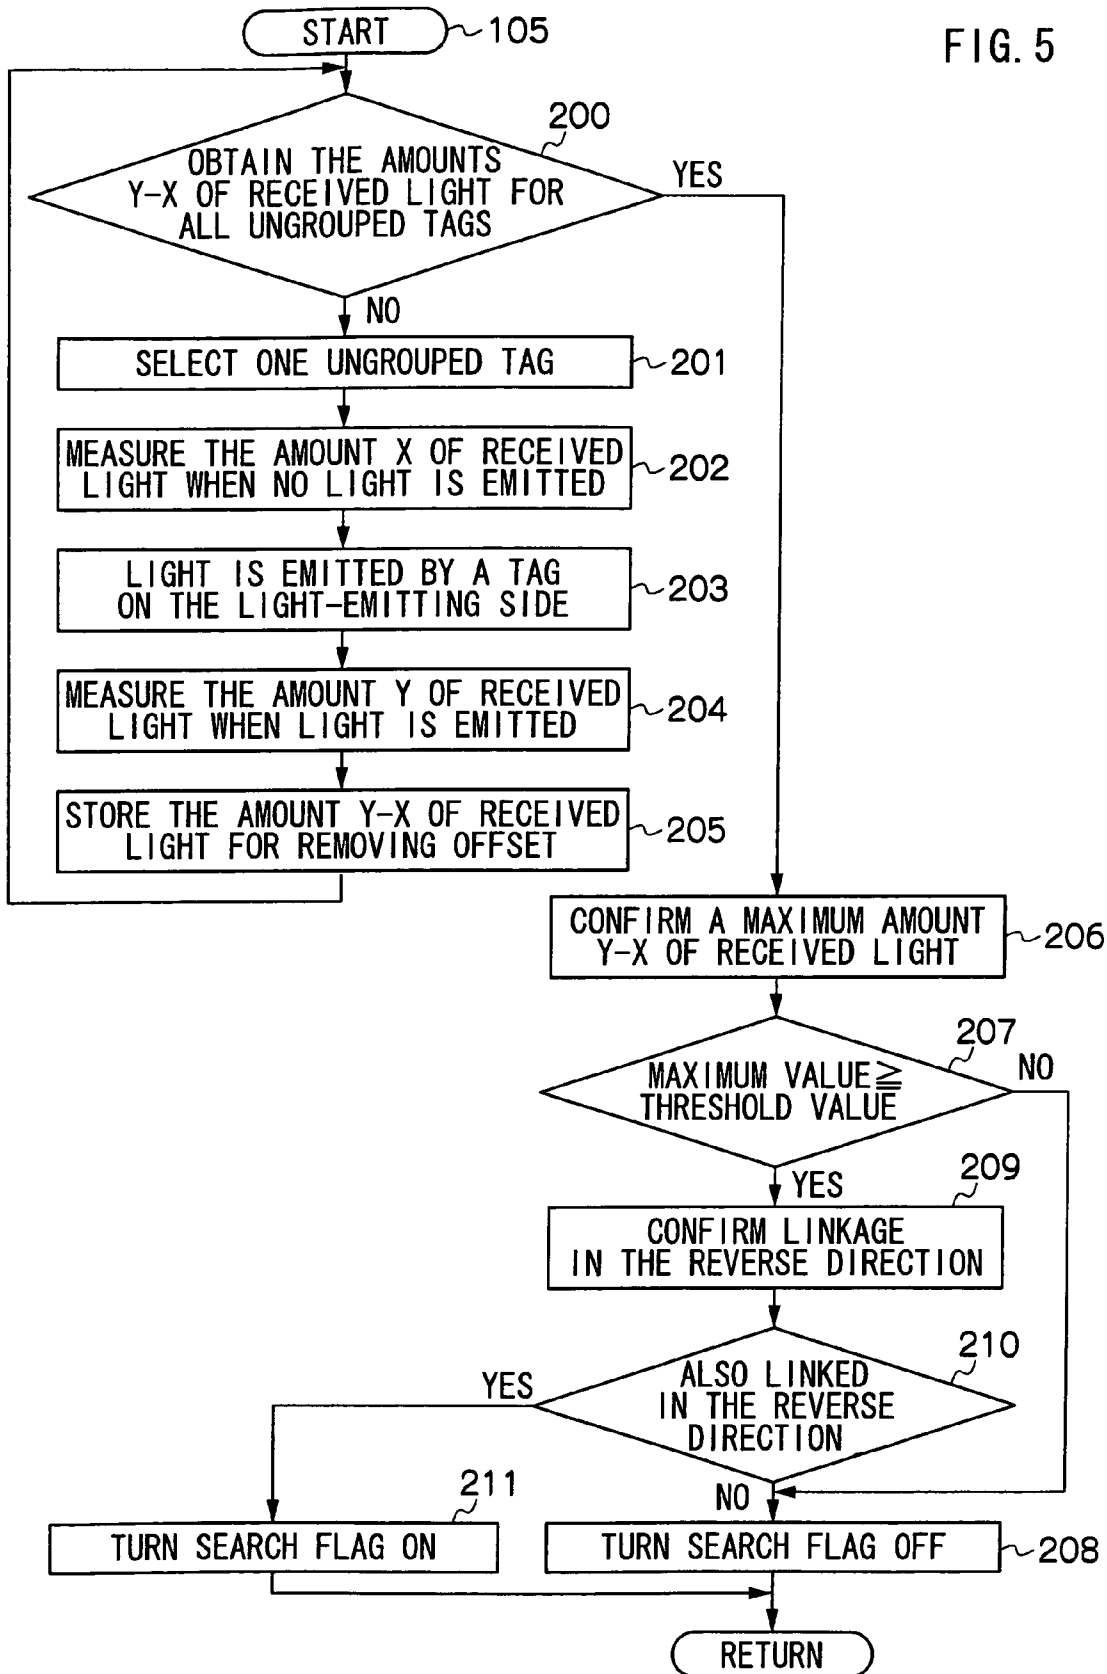 START
105
FIG. 5
200
OBTAIN THE AMOUNTS
Y-X OF RECEIVED LIGHT FOR
ALL UNGROUPED TAGS
YES
NO
SELECT ONE UNGROUPED TAG
201
MEASURE THE AMOUNT X OF RECEIVED
LIGHT WHEN NO LIGHT IS EMITTED
202
LIGHT IS EMITTED BY A TAG
ON THE LIGHT-EMITTING SIDE
203
MEASURE THE AMOUNT Y OF RECEIVED
LIGHT WHEN LIGHT IS EMITTED
204
STORE THE AMOUNT Y-X OF RECEIVED
LIGHT FOR REMOVING OFFSET
205
CONFIRM A MAXIMUM AMOUNT
Y-X OF RECEIVED LIGHT
206
207
MAXIMUM VALUE≧
THRESHOLD VALUE
NO
YES
209
CONFIRM LINKAGE
IN THE REVERSE DIRECTION
210
ALSO LINKED
IN THE REVERSE
DIRECTION
YES
NO
211
TURN SEARCH FLAG ON
TURN SEARCH FLAG OFF
208
RETURN